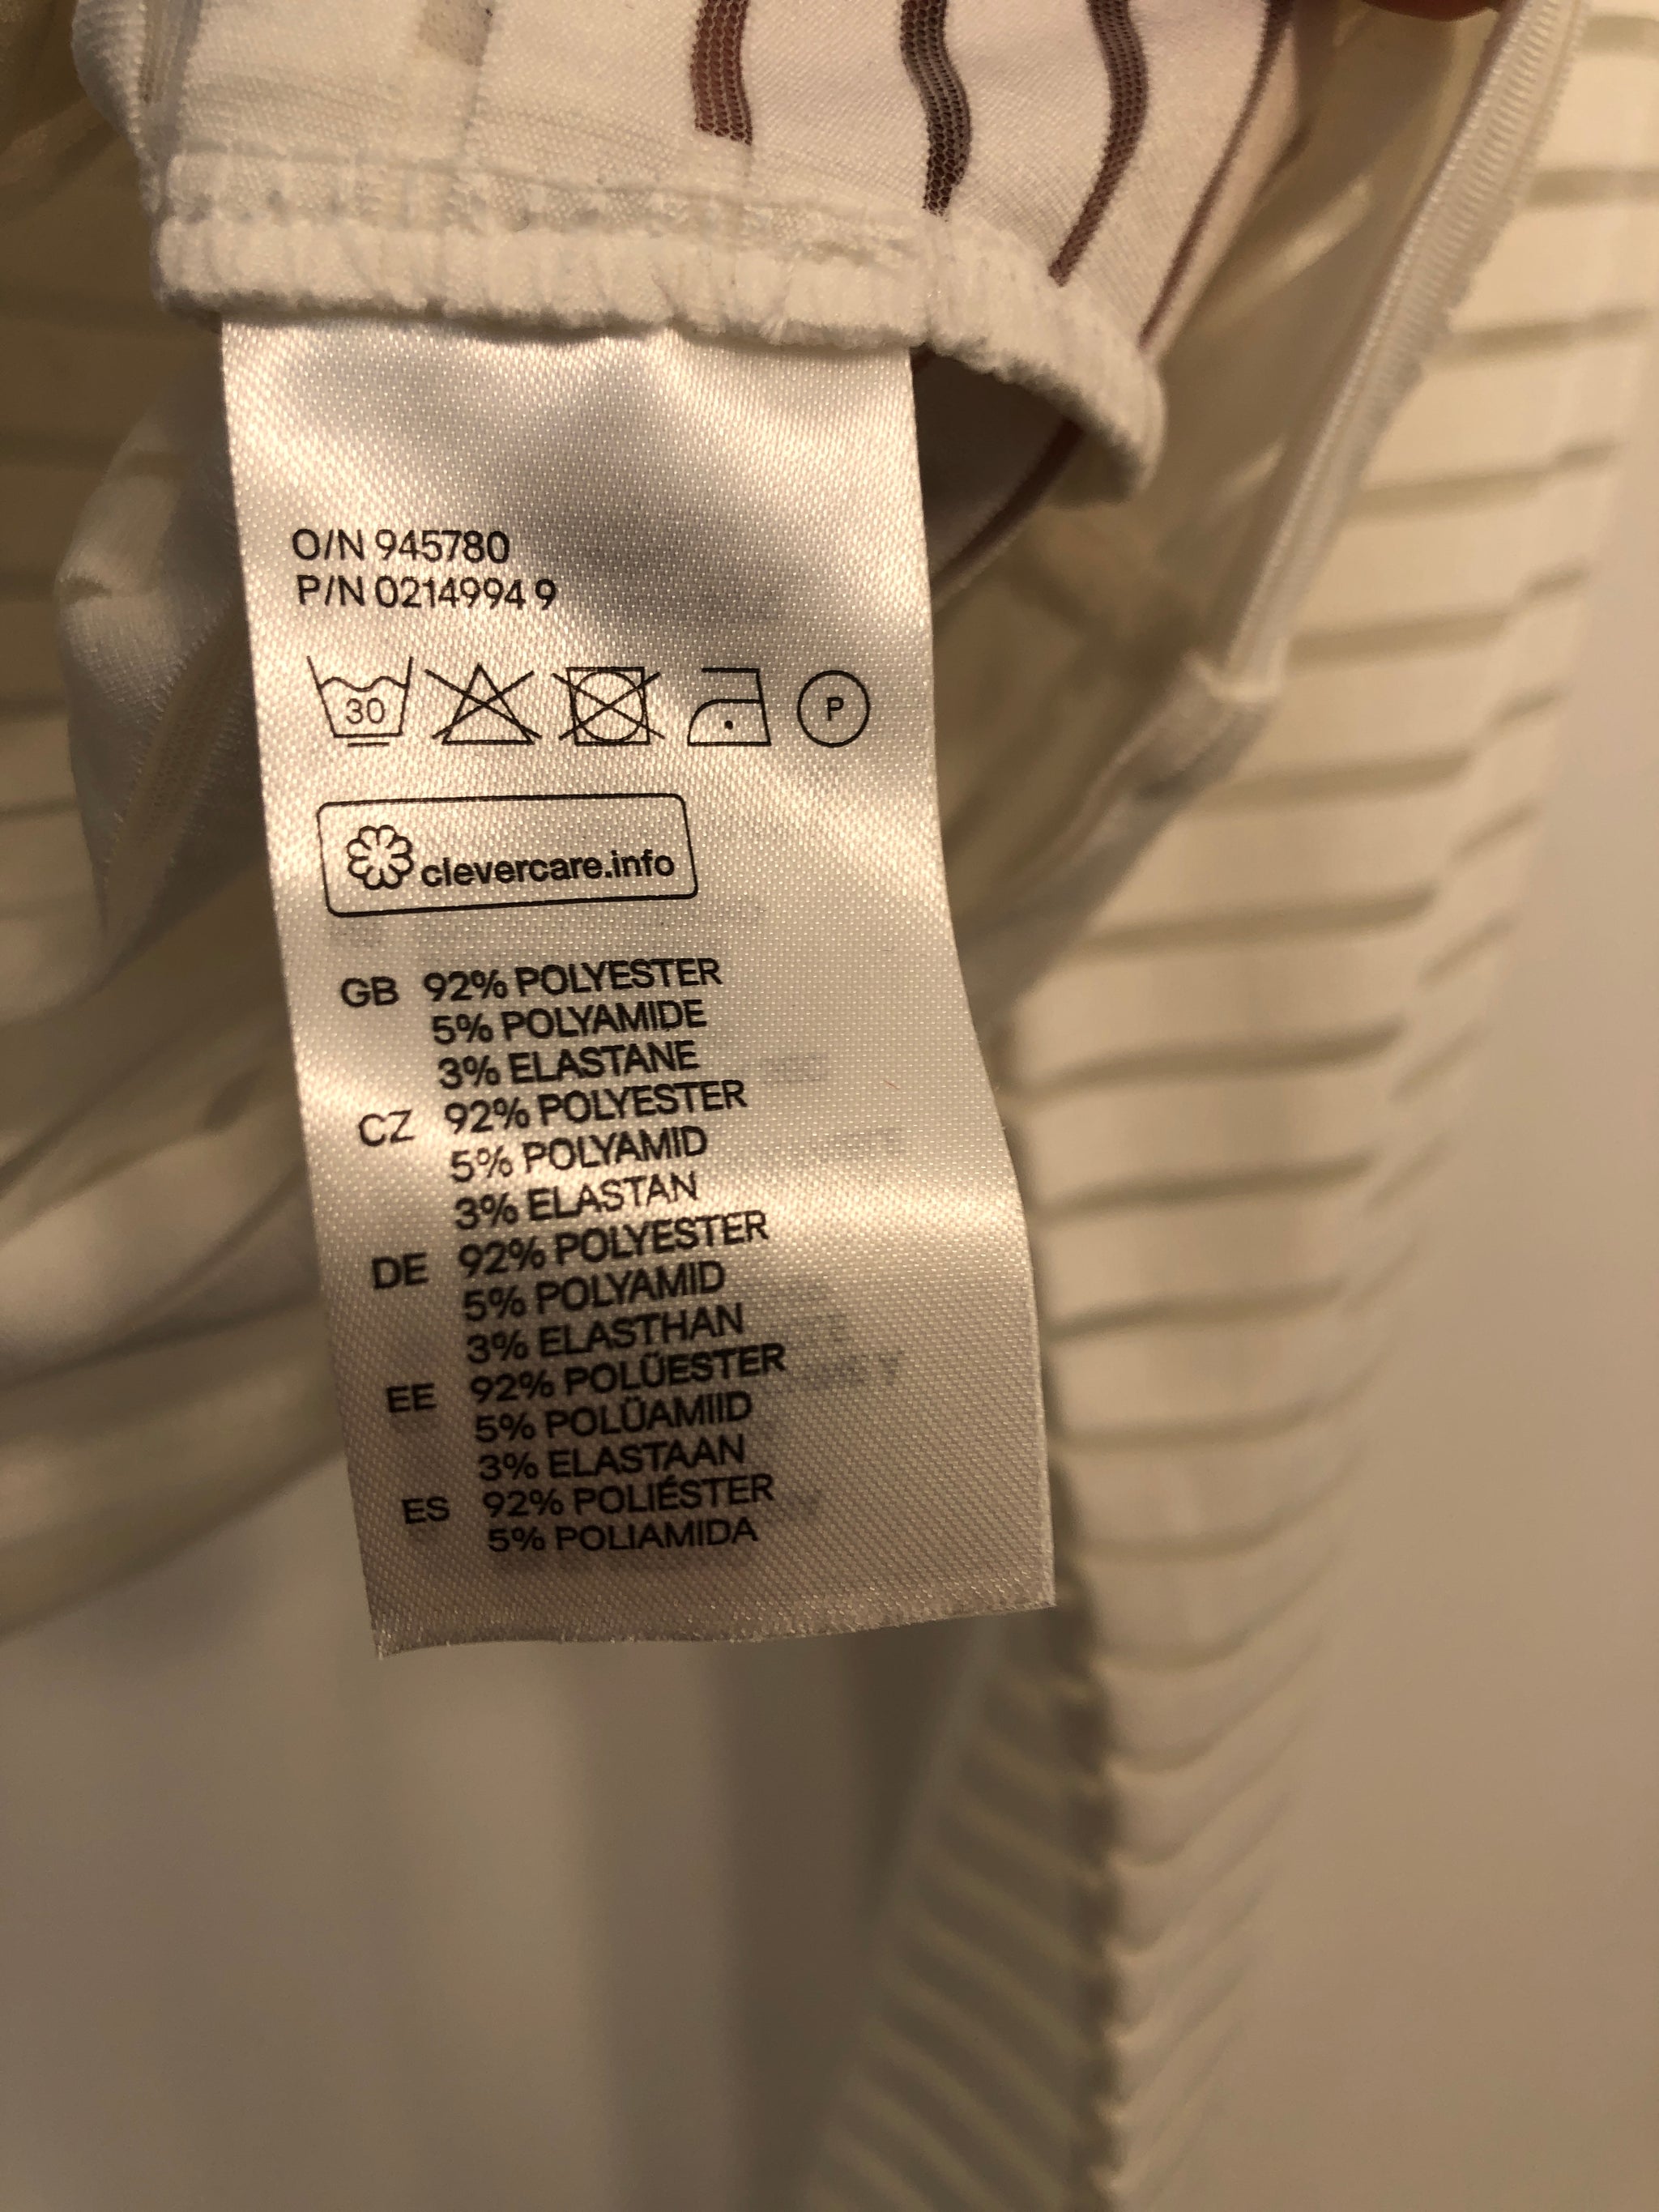 O/N 945780
P/N 0214994 9
30
P
clevercare.info
GB 92% POLYESTER
5% POLYAMIDE
3% ELASTANE
CZ 92% POLYESTER
5% POLYAMID
3% ELASTAN
DE 92% POLYESTER
5% POLYAMID
3% ELASTHAN
EE 92% POLÜESTER
5% POLÜAMIID
3% ELASTAAN
ES 92% POLIÉSTER
5% POLIAMIDA